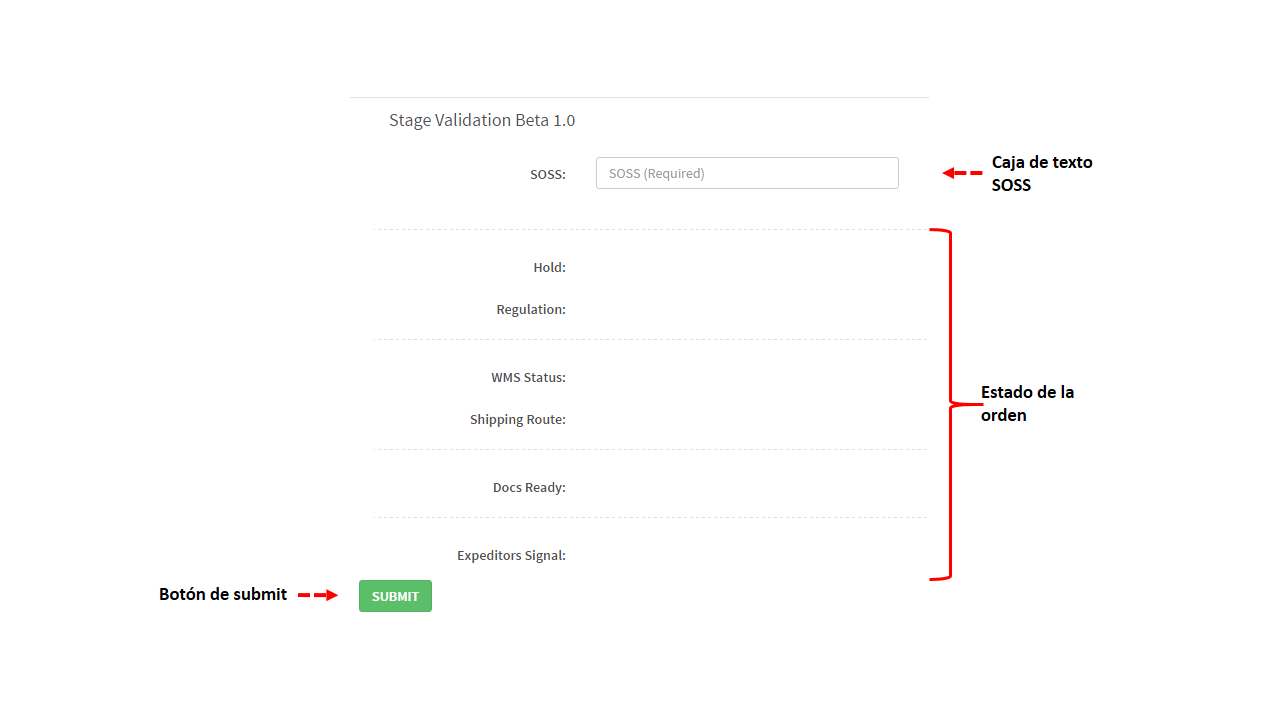 Stage Validation Beta 1.0
SOSS:
SOSS (Required)
Caja de texto
SOSS
Hold:
Regulation:
WMS Status:
Shipping Route:
Estado de la
orden
Docs Ready:
Expeditors Signal:
Botón de submit
SUBMIT